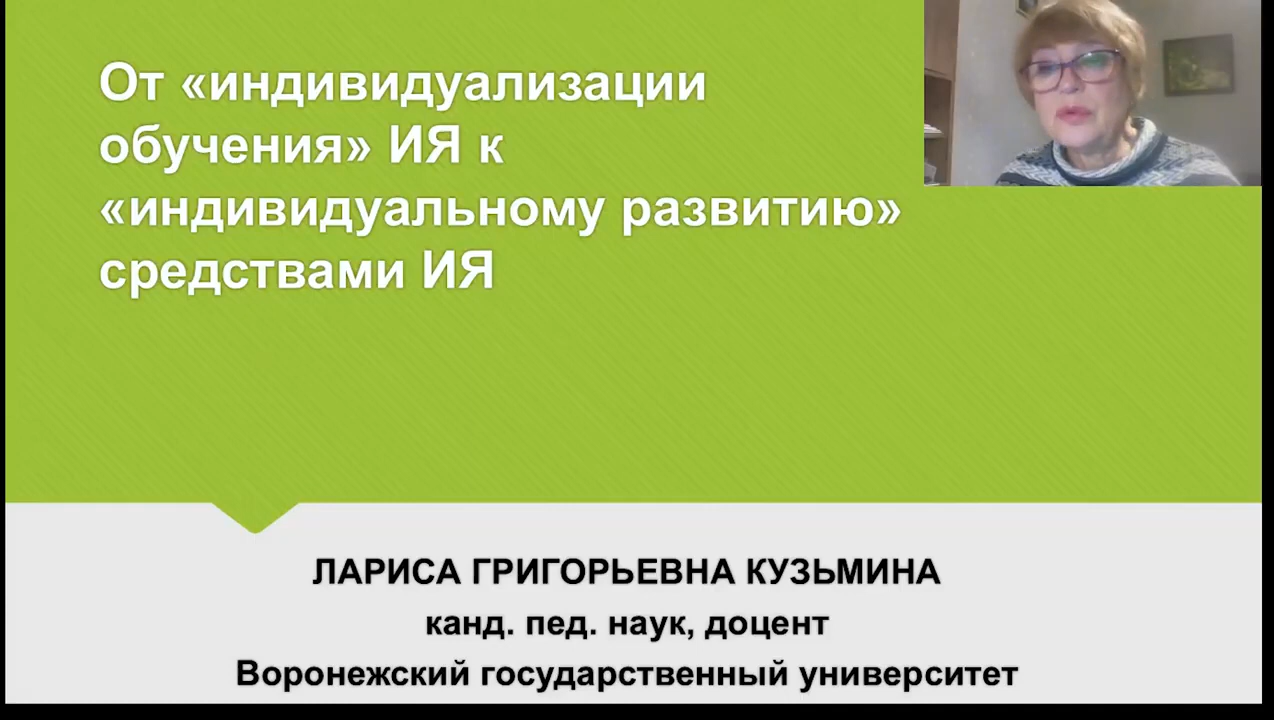 От «индивидуализации
обучения» ИЯ к
«индивидуальному развитию»
средствами ИЯ
ЛАРИСА ГРИГОРЬЕВНА КУЗЬМИНА
канд. пед. наук, доцент
Воронежский государственный университет